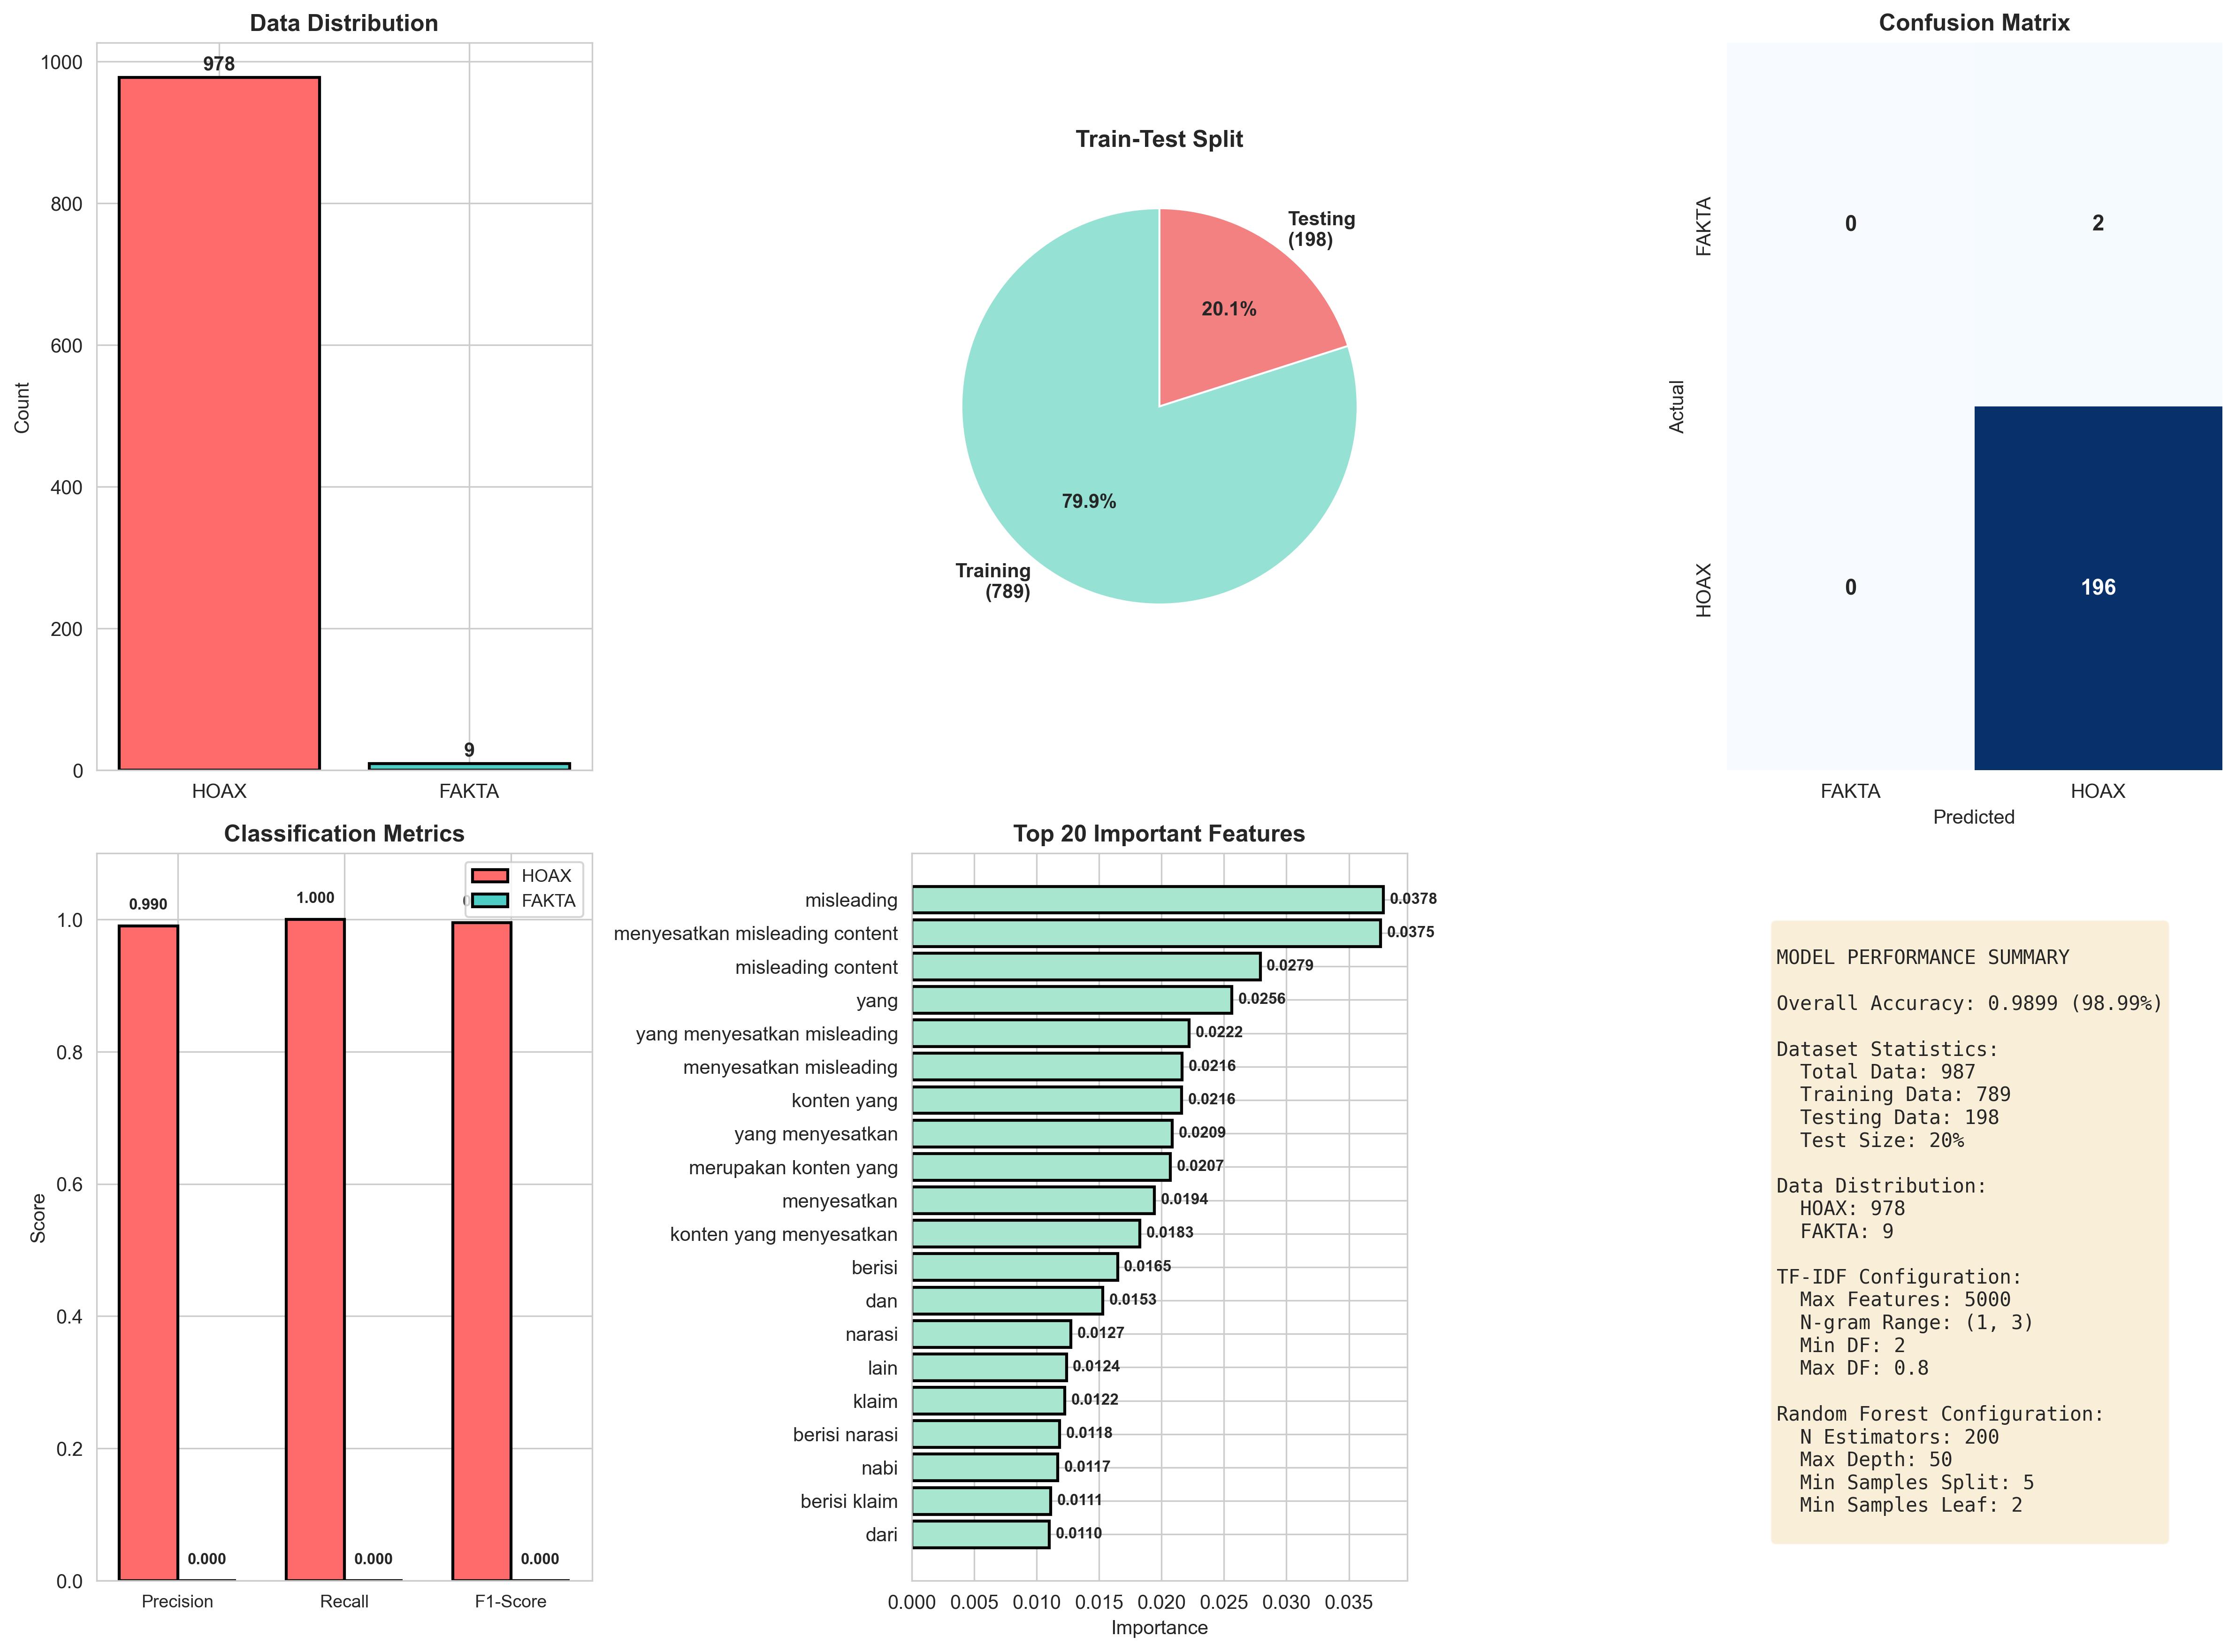 Data Distribution
1000
800
600
400
200
0
Count
978
9
HOAX
FAKTA
Train-Test Split
Testing
(198)
20.1%
79.9%
Training
(789)
Confusion Matrix
Actual
FAKTA
HOAX
0
2
0
196
FAKTA
HOAX
Predicted
Classification Metrics
HOAX
FAKTA
1.0
0.8
0.6
0.4
0.2
0.0
Score
0.990
1.000
0.000
0.000
0.000
Precision
Recall
F1-Score
Top 20 Important Features
misleading 0.0378
menyesatkan misleading content 0.0375
misleading content 0.0279
yang 0.0256
yang menyesatkan misleading 0.0222
menyesatkan misleading 0.0216
konten yang 0.0216
yang menyesatkan 0.0209
merupakan konten yang 0.0207
menyesatkan 0.0194
konten yang menyesatkan 0.0183
berisi 0.0165
dan 0.0153
narasi 0.0127
lain 0.0124
klaim 0.0122
berisi narasi 0.0118
nabi 0.0117
berisi klaim 0.0111
dari 0.0110
0.000 0.005 0.010 0.015 0.020 0.025 0.030 0.035
Importance
MODEL PERFORMANCE SUMMARY
Overall Accuracy: 0.9899 (98.99%)
Dataset Statistics:
Total Data: 987
Training Data: 789
Testing Data: 198
Test Size: 20%
Data Distribution:
HOAX: 978
FAKTA: 9
TF-IDF Configuration:
Max Features: 5000
N-gram Range: (1, 3)
Min DF: 2
Max DF: 0.8
Random Forest Configuration:
N Estimators: 200
Max Depth: 50
Min Samples Split: 5
Min Samples Leaf: 2